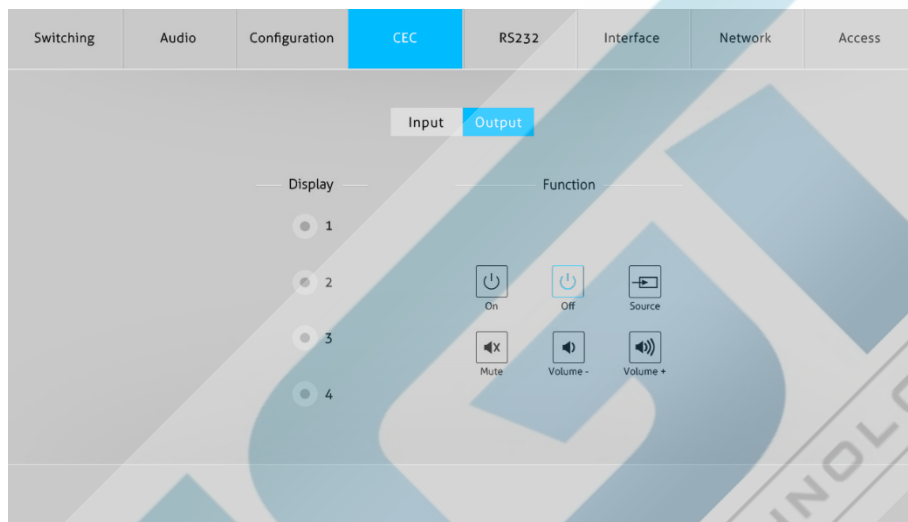 Switching Audio Configuration CEC RS232 Interface Network Access
Input Output
Display Function
1
2
3
4
On Off Source
Mute Volume - Volume +